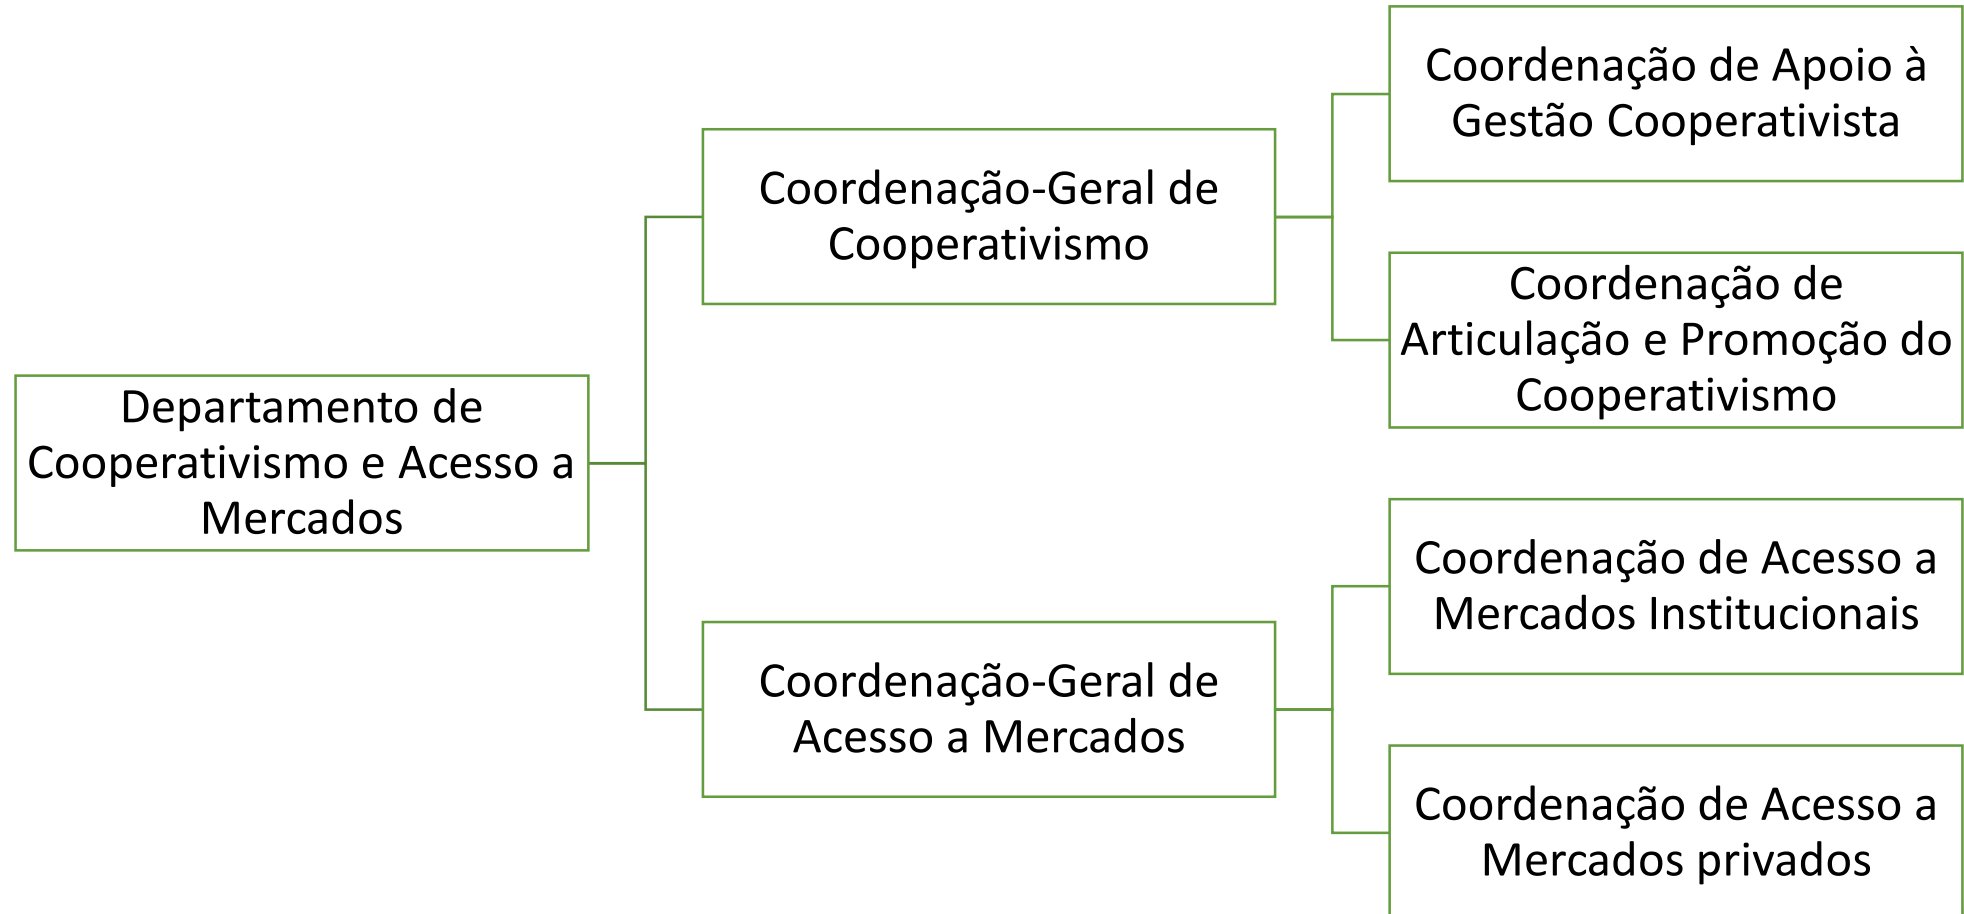 Departamento de
Cooperativismo e Acesso a
Mercados
Coordenação-Geral de
Cooperativismo
Coordenação de Apoio à
Gestão Cooperativista
Coordenação de
Articulação e Promoção do
Cooperativismo
Coordenação-Geral de
Acesso a Mercados
Coordenação de Acesso a
Mercados Institucionais
Coordenação de Acesso a
Mercados privados